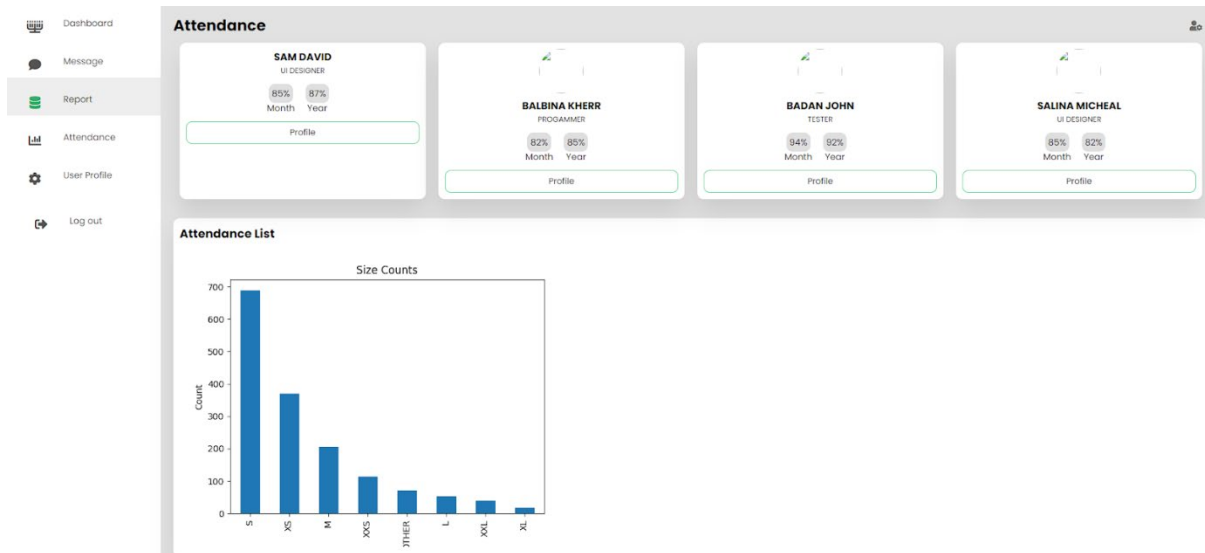 Dashboard
Message
Report
Attendance
User Profile
Log out
Attendance
SAM DAVID
UI DESIGNER
85% 87%
Month Year
Profile
BALBINA KHERR
PROGAMMER
82% 85%
Month Year
Profile
BADAN JOHN
TESTER
94% 92%
Month Year
Profile
SALINA MICHEAL
UI DESIGNER
85% 82%
Month Year
Profile
Attendance List
Size Counts
Count
700
600
500
400
300
200
100
0
S
XS
M
XXS
OTHER
L
XXL
XL